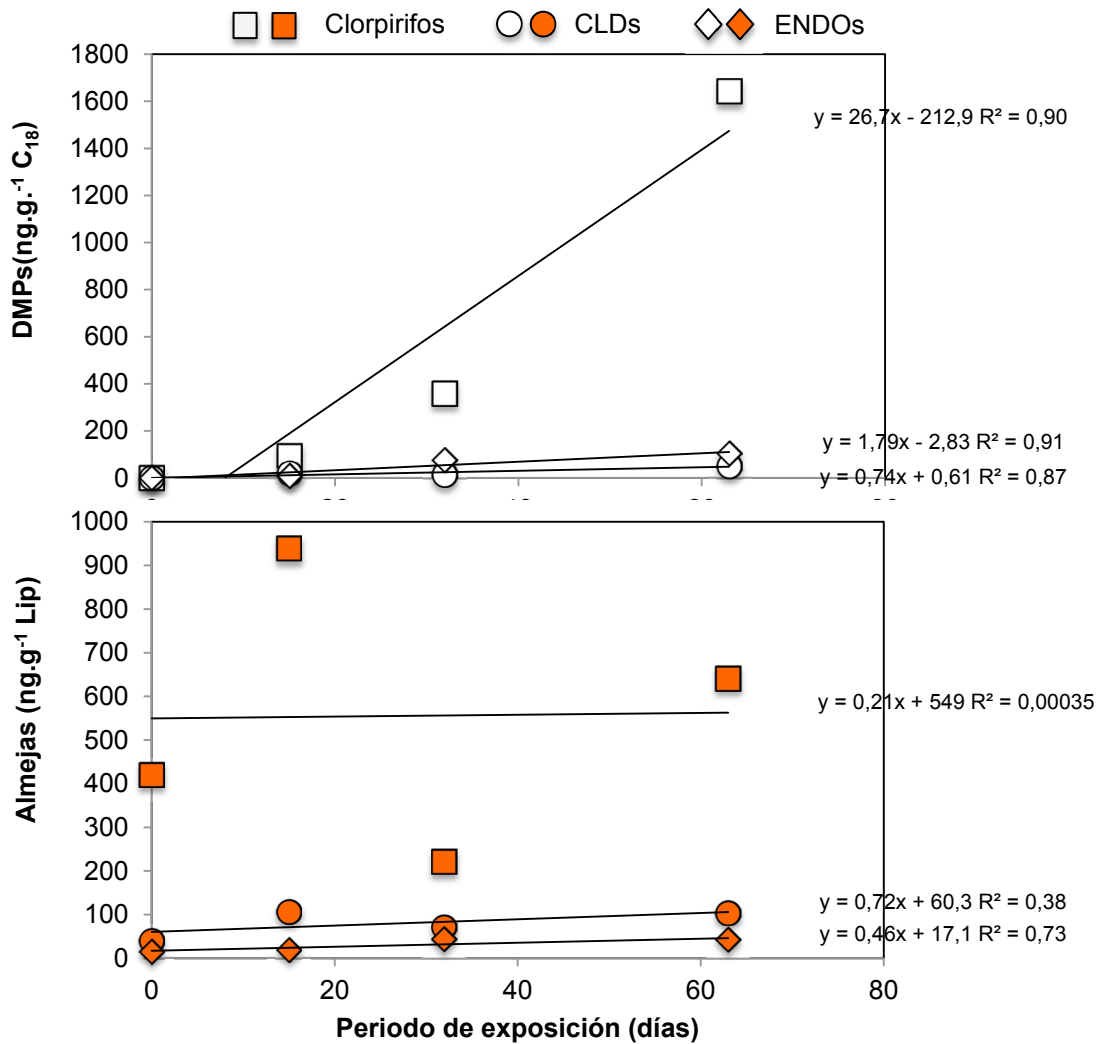 Clorpirifos CLDs ENDOs
1800
1600
1400
1200
1000
800
600
400
200
0
DMPs(ng.g.-1 C18)
y = 26,7x - 212,9 R² = 0,90
y = 1,79x - 2,83 R² = 0,91
y = 0,74x + 0,61 R² = 0,87
1000
900
800
700
600
500
400
300
200
100
0
Almejas (ng.g-1 Lip)
y = 0,21x + 549 R² = 0,00035
y = 0,72x + 60,3 R² = 0,38
y = 0,46x + 17,1 R² = 0,73
0 20 40 60 80
Periodo de exposición (días)